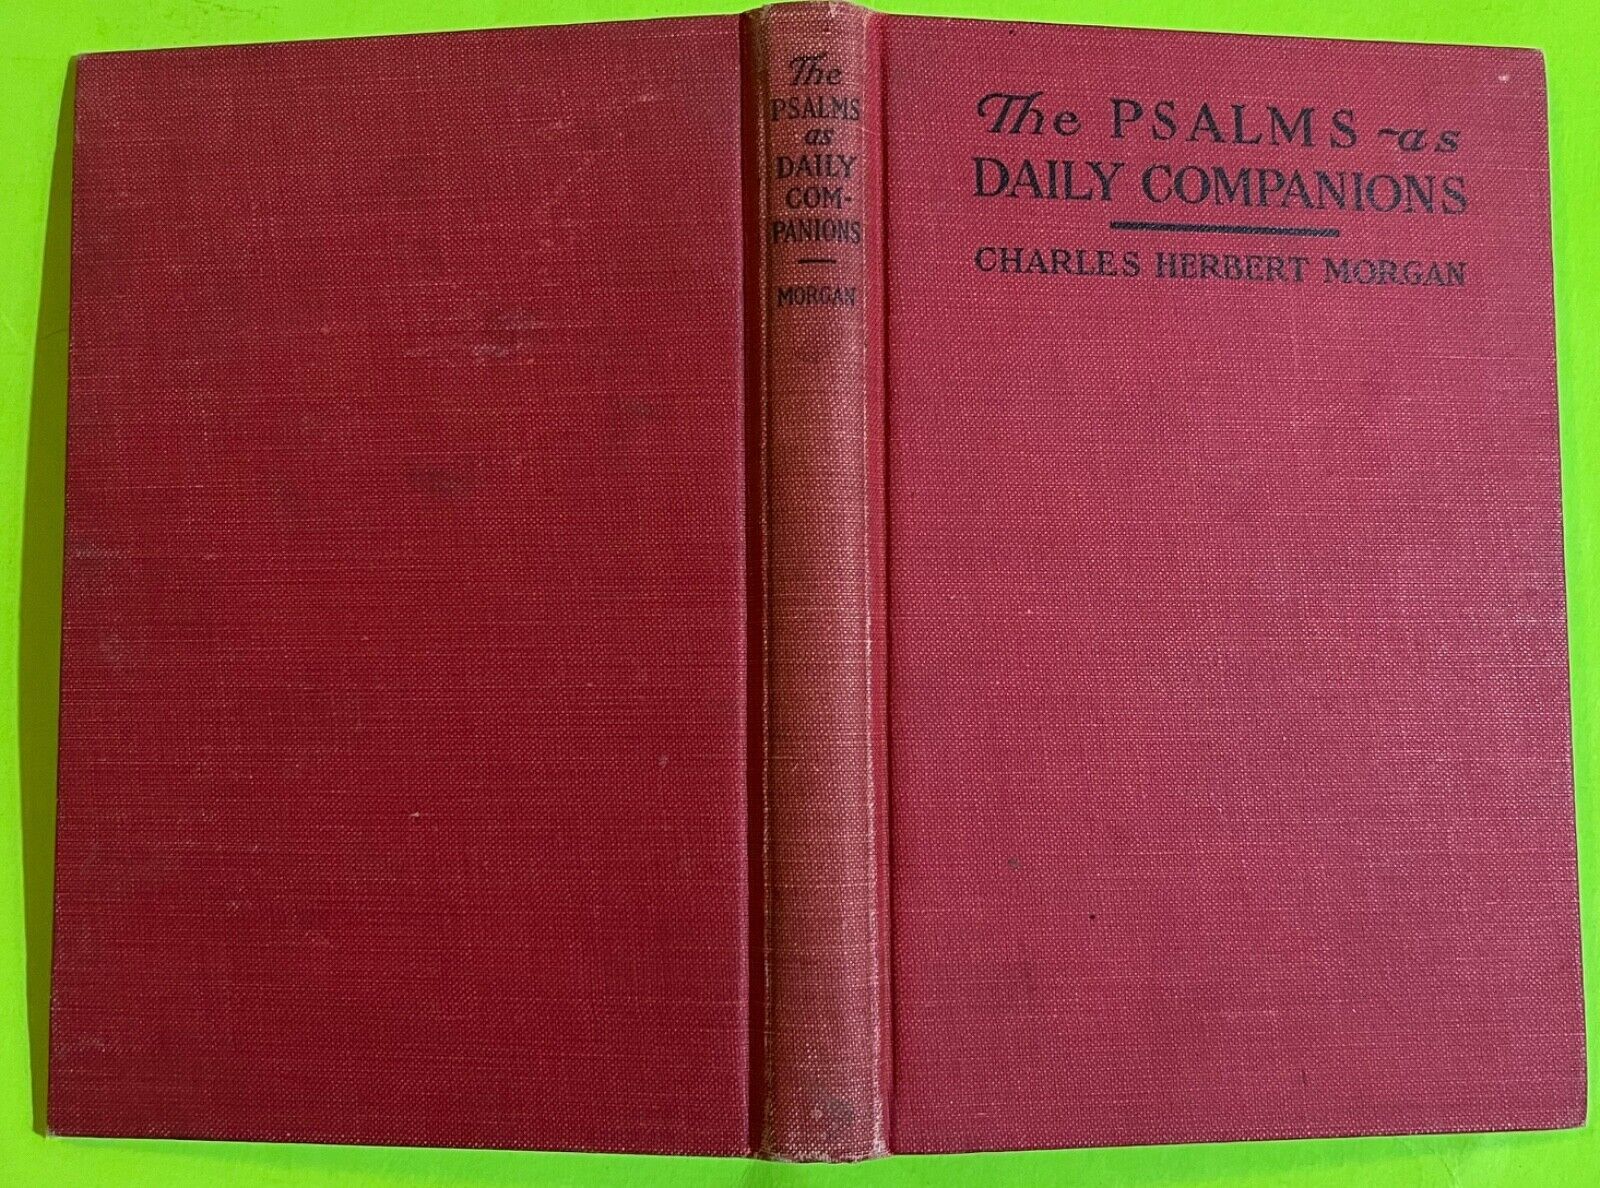 The
PSALMS
as
DAILY
COM-
PANIONS
MORGAN
The PSALMS as
DAILY COMPANIONS
CHARLES HERBERT MORGAN